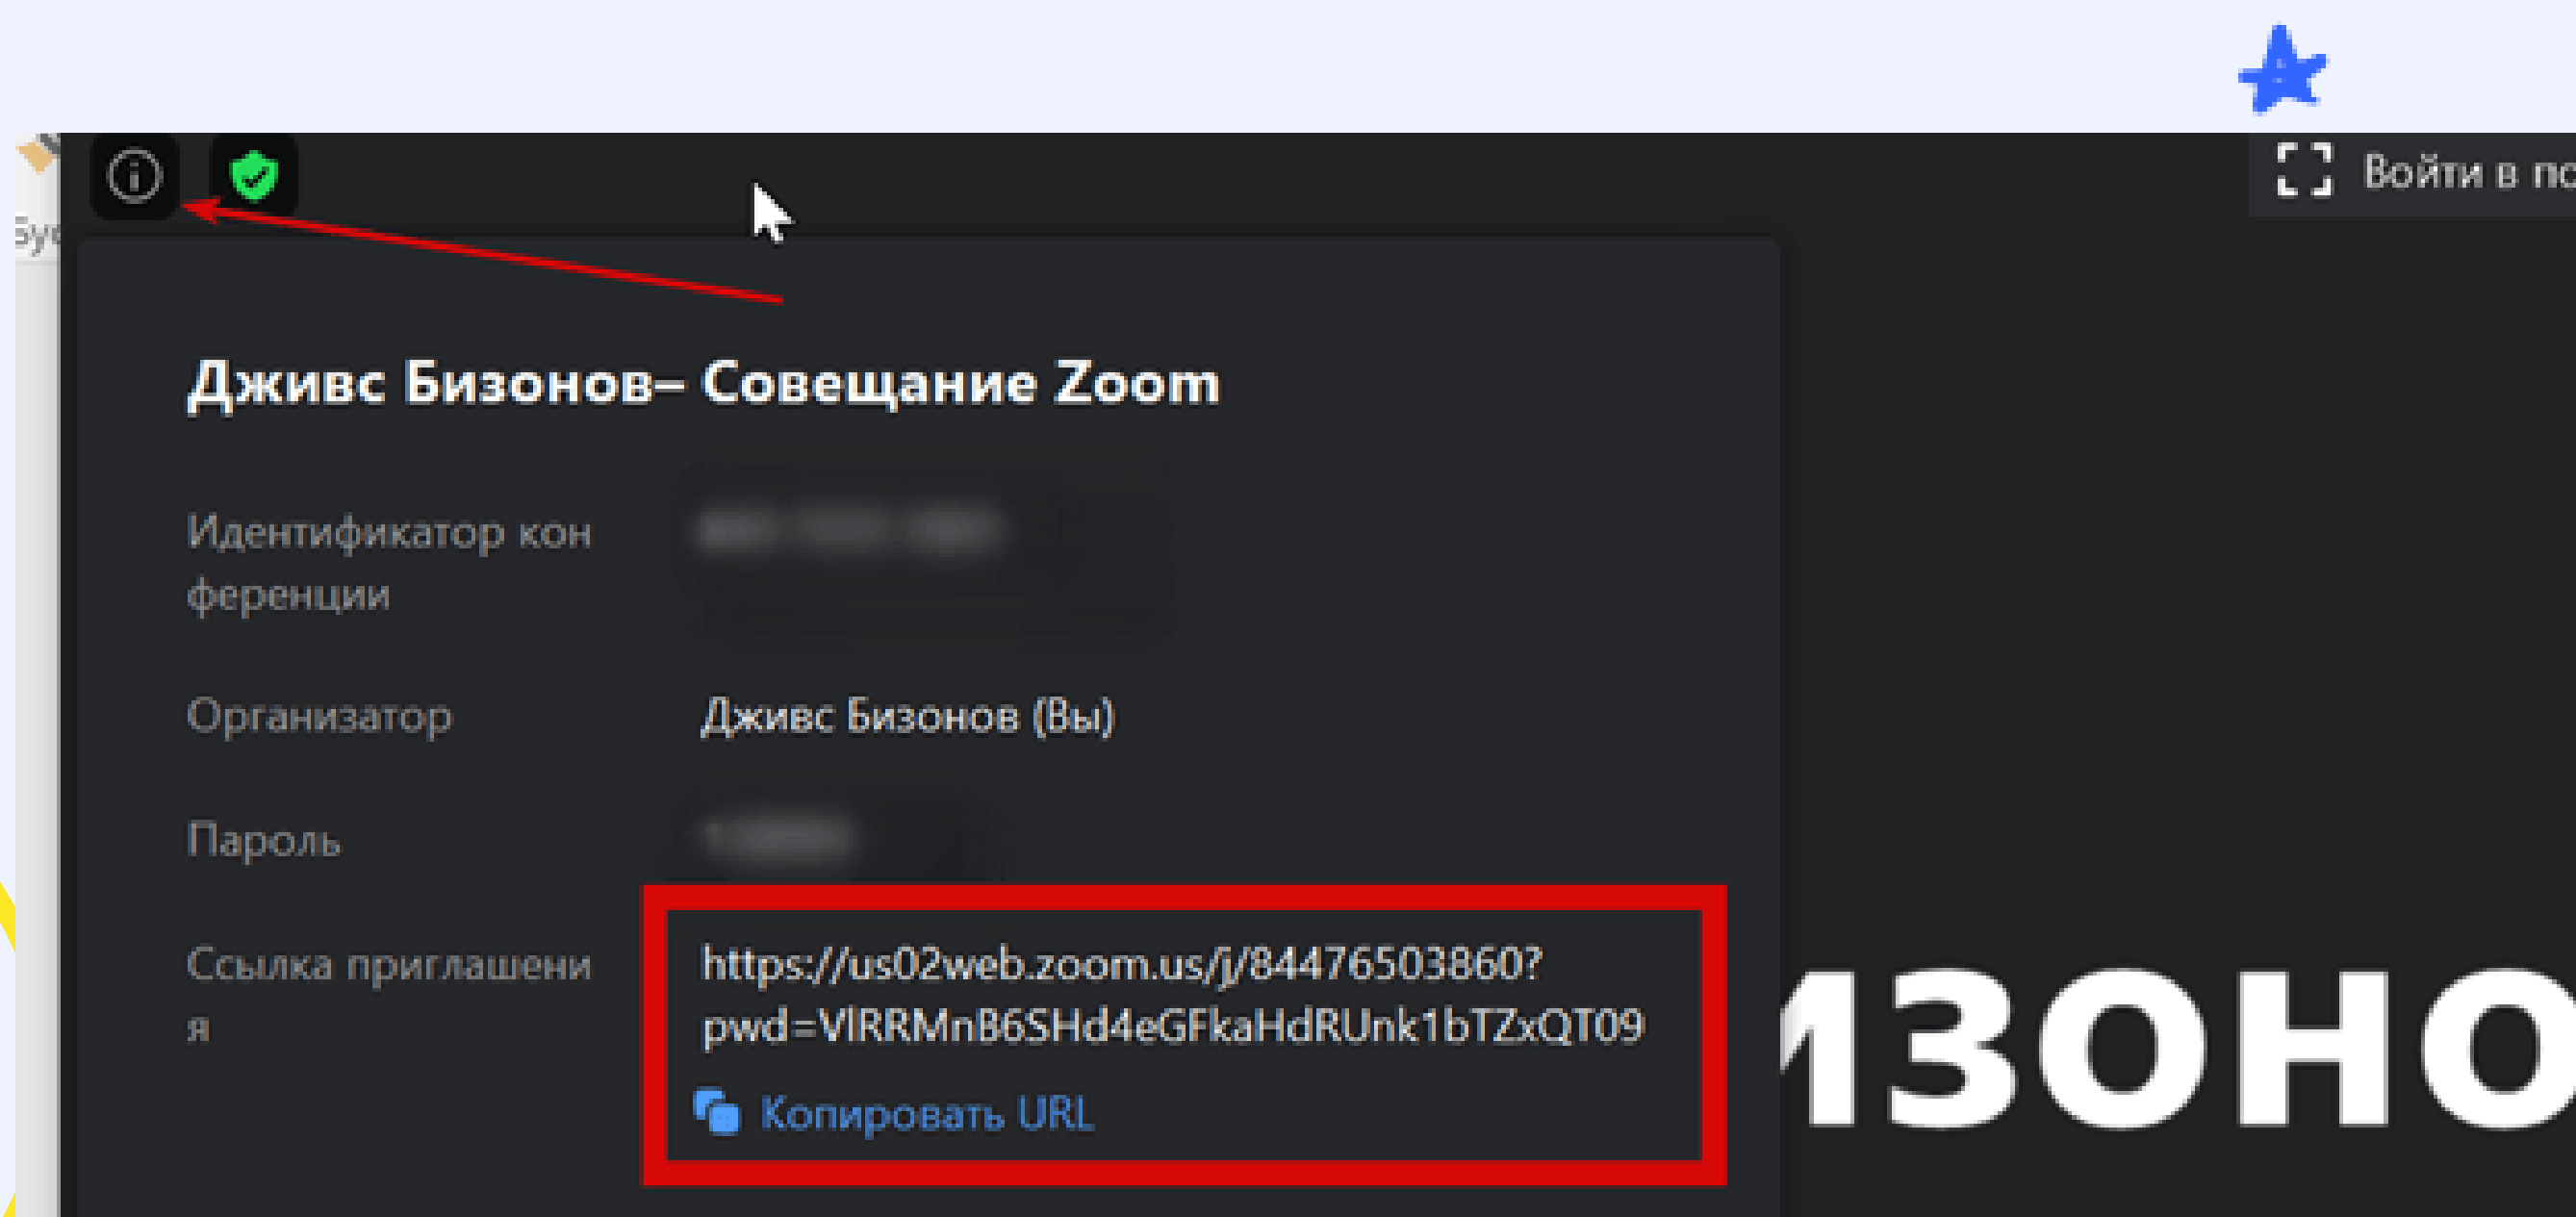 Войти в по
Дживс Бизонов– Совещание Zoom
Идентификатор кон
ференции
Организатор
Дживс Бизонов (Вы)
Пароль
Ссылка приглашени
я
https://us02web.zoom.us/j/84476503860?
pwd=VlRRMnB6SHd4eGFkaHdRUnk1bTZxQT09
Копировать URL
изоно